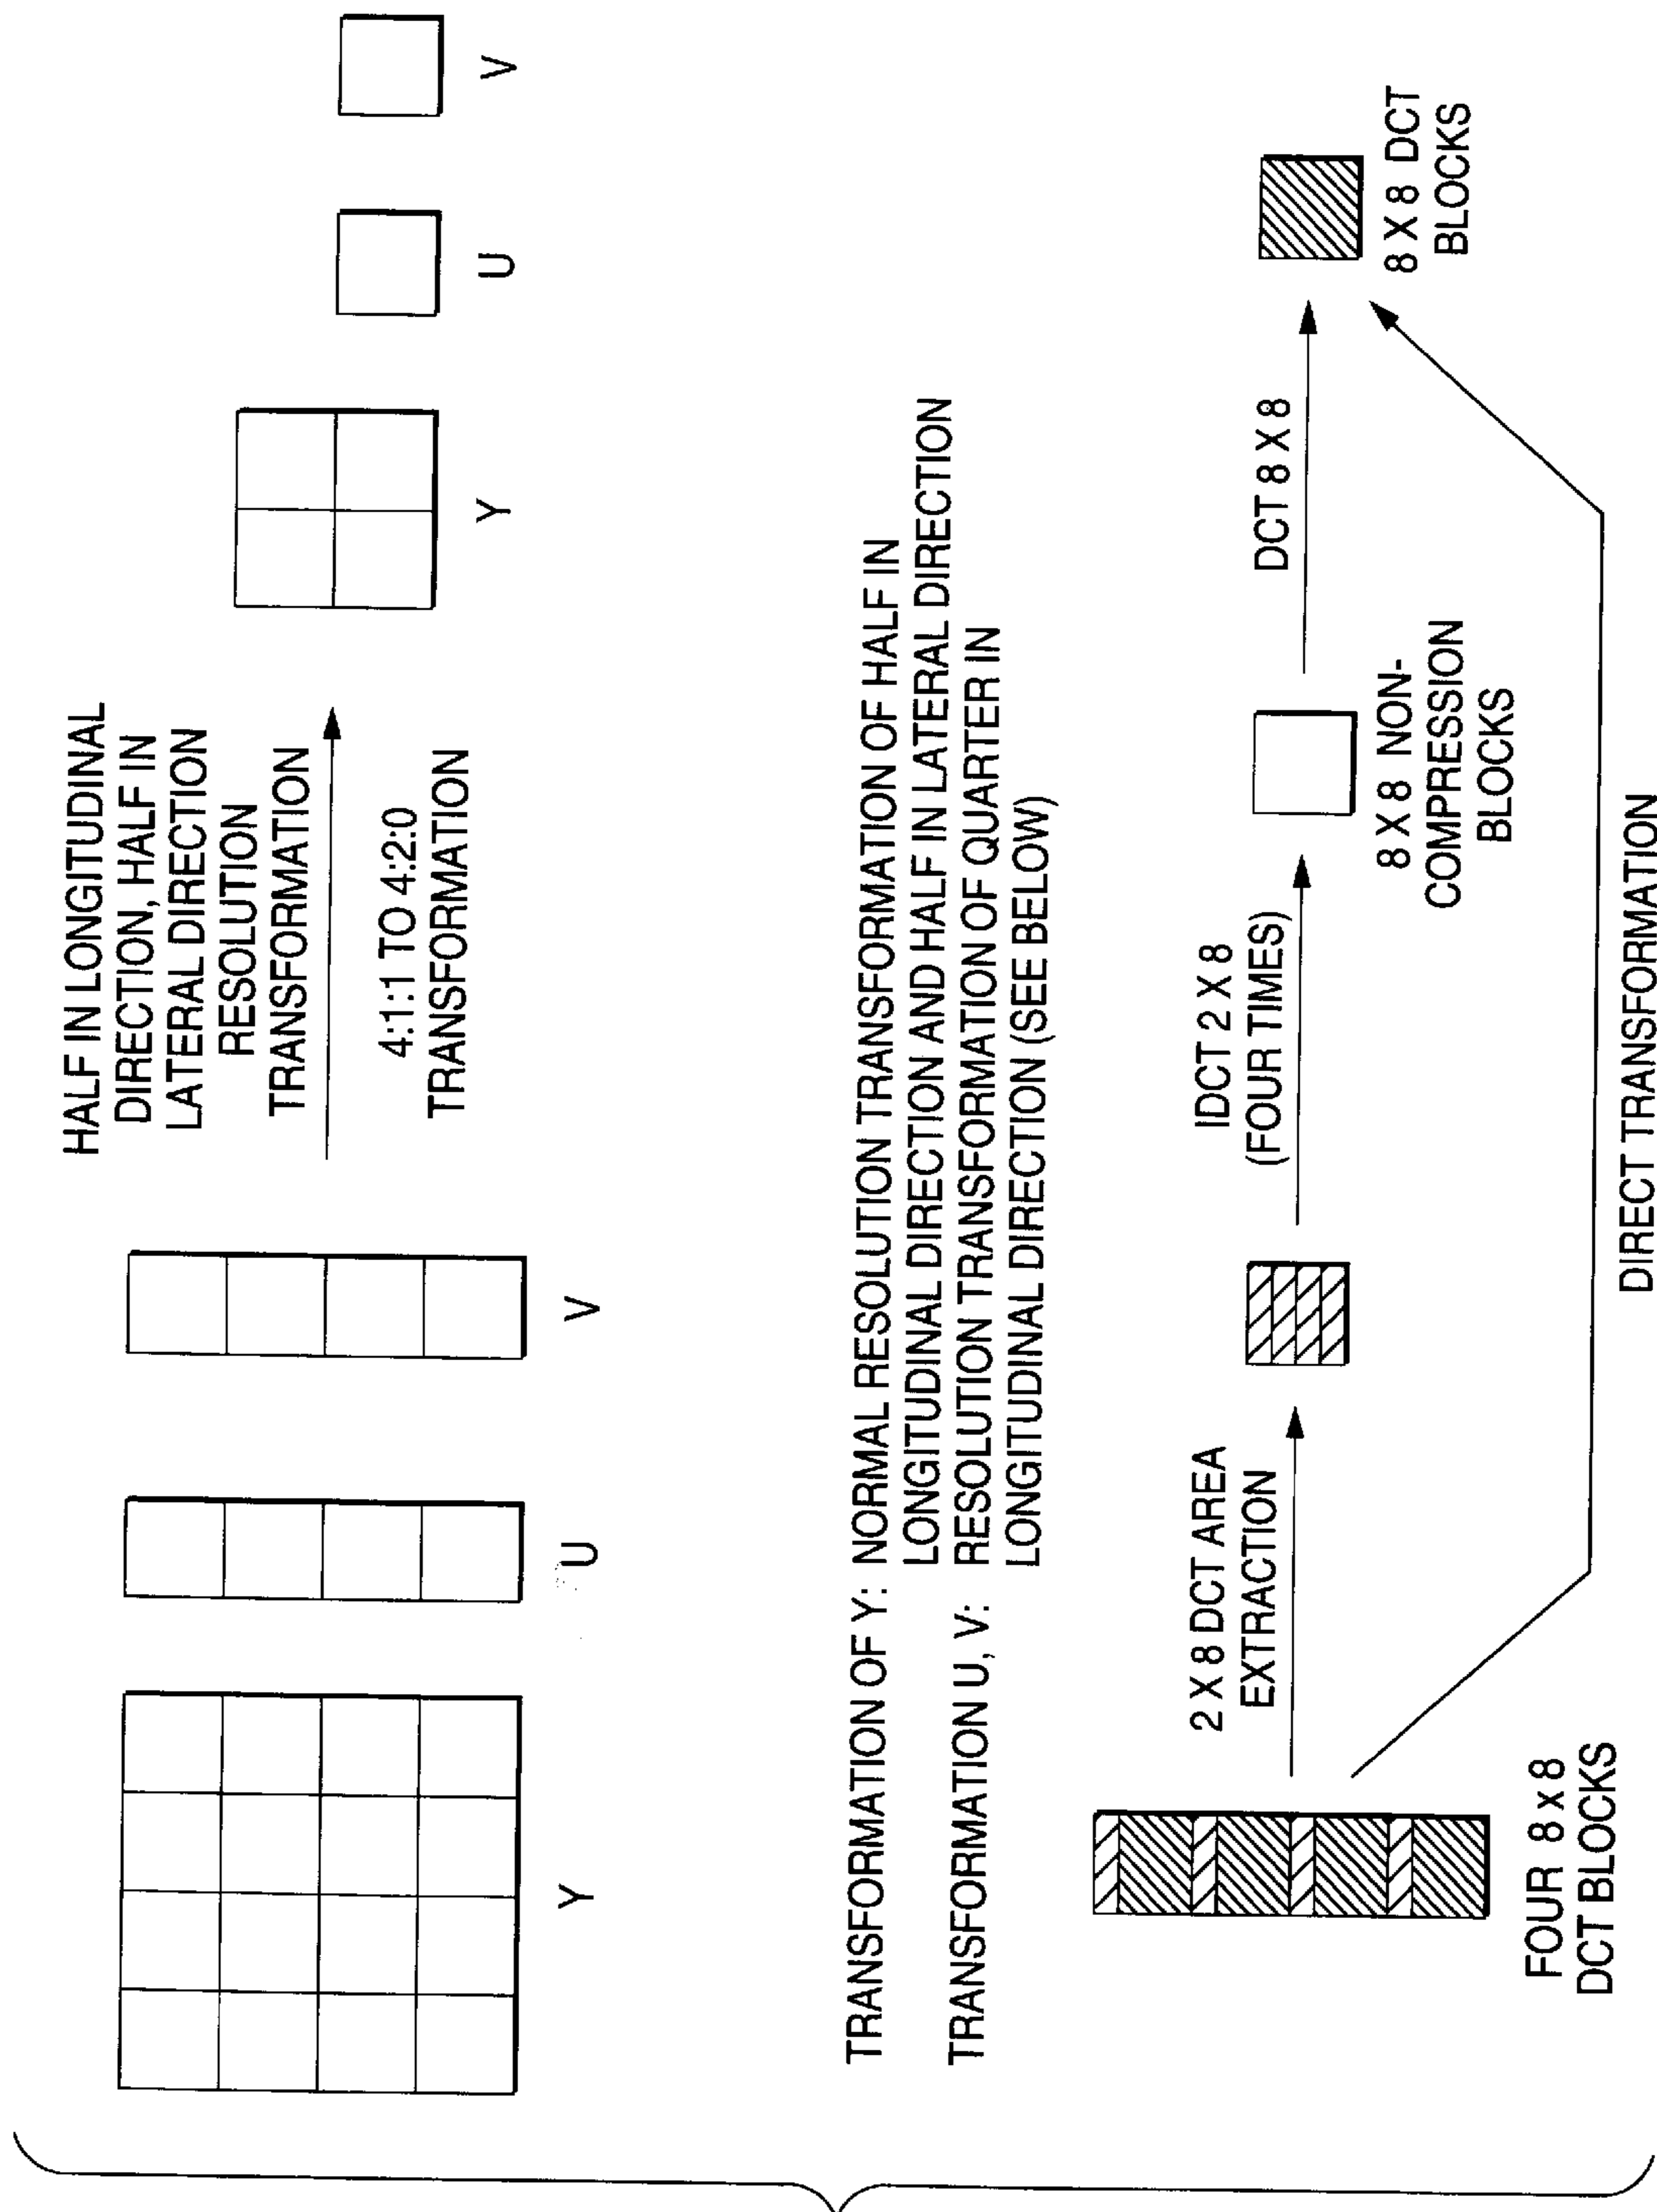 HALF IN LONGITUDINAL
DIRECTION, HALF IN
LATERAL DIRECTION
RESOLUTION
TRANSFORMATION
4:1:1 TO 4:2:0
TRANSFORMATION
Y
U
V
Y
U
V
TRANSFORMATION OF Y: NORMAL RESOLUTION TRANSFORMATION OF HALF IN
LONGITUDINAL DIRECTION AND HALF IN LATERAL DIRECTION
TRANSFORMATION U, V: RESOLUTION TRANSFORMATION OF QUARTER IN
LONGITUDINAL DIRECTION (SEE BELOW)
2 X 8 DCT AREA
EXTRACTION
IDCT 2 X 8
(FOUR TIMES)
DCT 8 X 8
FOUR 8 x 8
DCT BLOCKS
8 X 8 NON-
COMPRESSION
BLOCKS
8 X 8 DCT
BLOCKS
DIRECT TRANSFORMATION